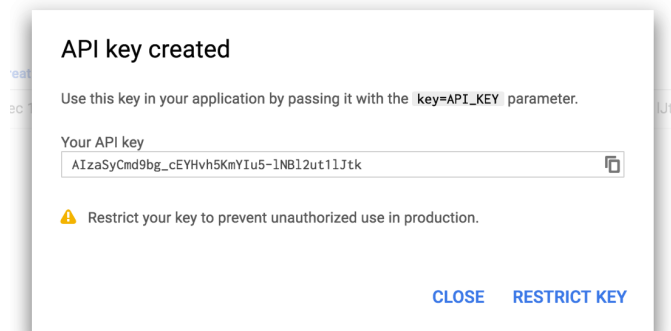 API key created
Use this key in your application by passing it with the key=API_KEY parameter.
Your API key
AIzaSyCmd9bg_cEYHvh5KmYIu5-lNBl2ut1lJtk
Restrict your key to prevent unauthorized use in production.
CLOSE RESTRICT KEY